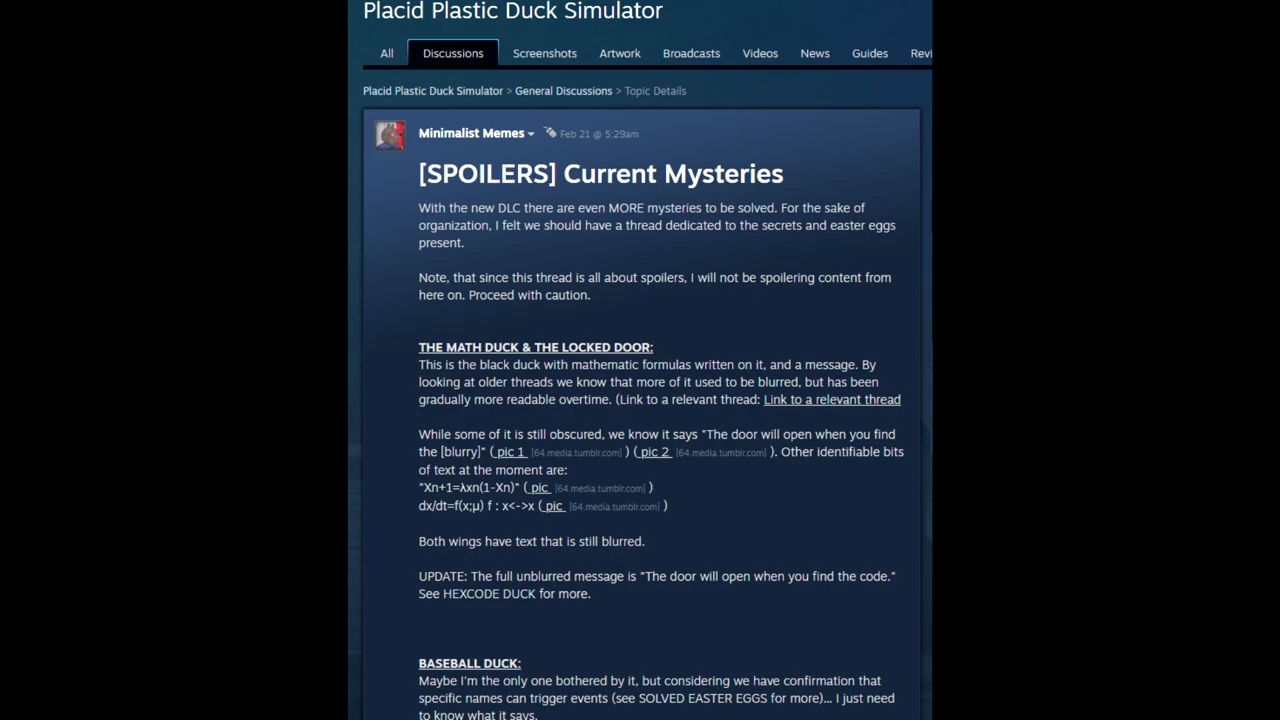 Placid Plastic Duck Simulator
All Discussions Screenshots Artwork Broadcasts Videos News Guides Revi
Placid Plastic Duck Simulator > General Discussions > Topic Details
Minimalist Memes Feb 21 @ 5:29am
[SPOILERS] Current Mysteries
With the new DLC there are even MORE mysteries to be solved. For the sake of
organization, I felt we should have a thread dedicated to the secrets and easter eggs
present.
Note, that since this thread is all about spoilers, I will not be spoilering content from
here on. Proceed with caution.
THE MATH DUCK & THE LOCKED DOOR:
This is the black duck with mathematic formulas written on it, and a message. By
looking at older threads we know that more of it used to be blurred, but has been
gradually more readable overtime. (Link to a relevant thread: Link to a relevant thread
While some of it is still obscured, we know it says "The door will open when you find
the [blurry]" ( pic 1 [64.media.tumblr.com] ) ( pic 2 [64.media.tumblr.com] ). Other identifiable bits
of text at the moment are:
"Xn+1=λxn(1-Xn)" ( pic [64.media.tumblr.com] )
dx/dt=f(x;μ) f : x<->x ( pic [64.media.tumblr.com] )
Both wings have text that is still blurred.
UPDATE: The full unblurred message is "The door will open when you find the code."
See HEXCODE DUCK for more.
BASEBALL DUCK:
Maybe I'm the only one bothered by it, but considering we have confirmation that
specific names can trigger events (see SOLVED EASTER EGGS for more)... I just need
to know what it says.